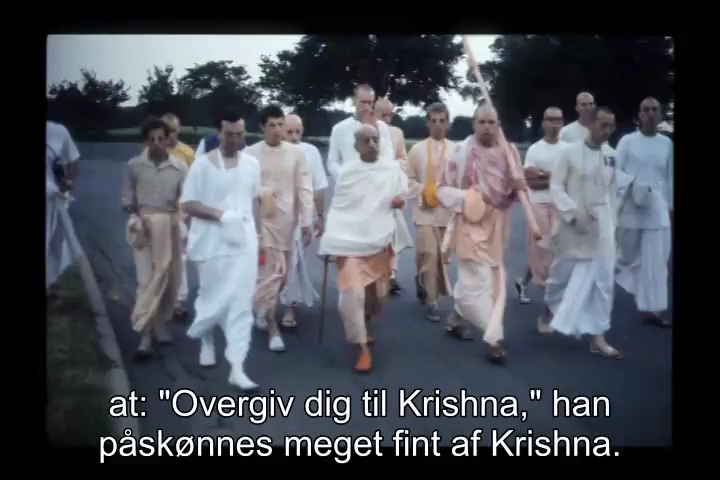 at: "Overgiv dig til Krishna," han
påskønnes meget fint af Krishna.